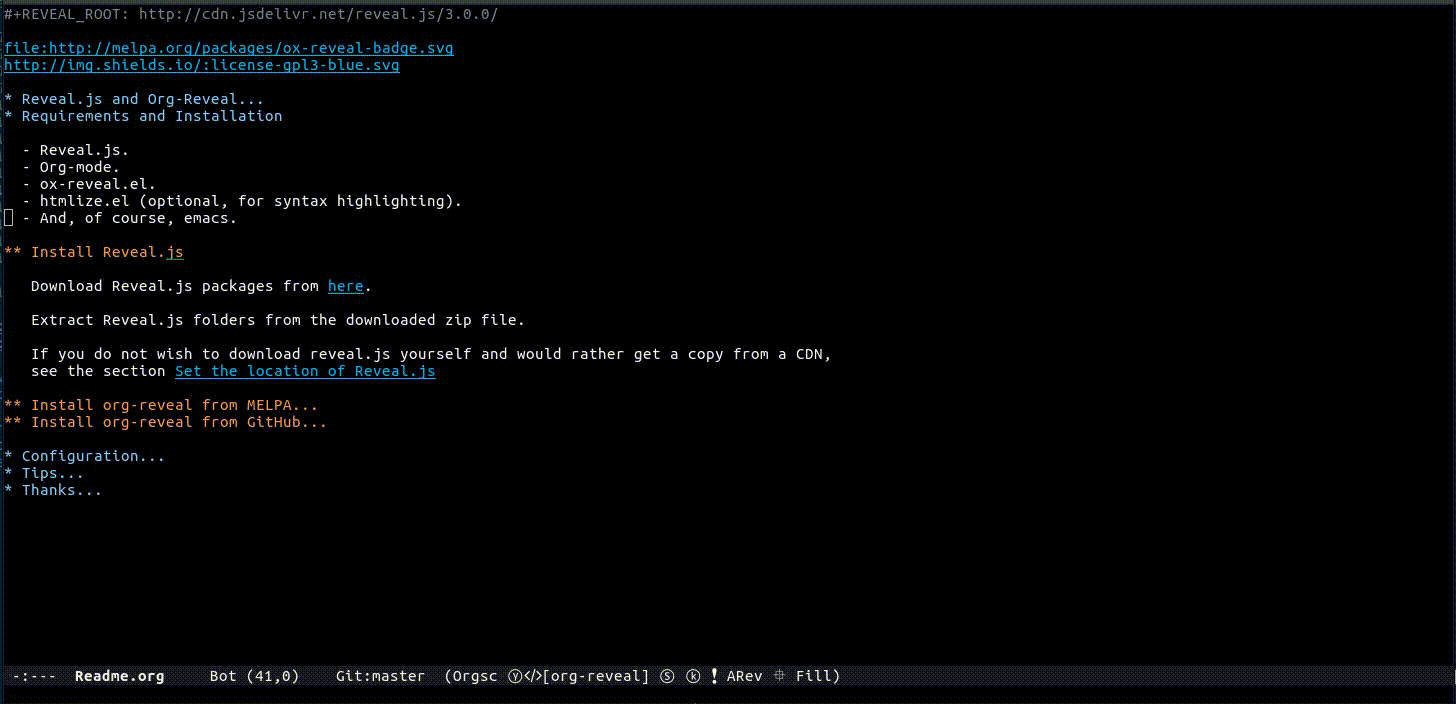 #+REVEAL_ROOT: http://cdn.jsdelivr.net/reveal.js/3.0.0/
file:http://melpa.org/packages/ox-reveal-badge.svg
http://img.shields.io/:license-gpl3-blue.svg
* Reveal.js and Org-Reveal...
* Requirements and Installation
- Reveal.js.
- Org-mode.
- ox-reveal.el.
- htmlize.el (optional, for syntax highlighting).
- And, of course, emacs.
** Install Reveal.js
Download Reveal.js packages from here.
Extract Reveal.js folders from the downloaded zip file.
If you do not wish to download reveal.js yourself and would rather get a copy from a CDN,
see the section Set the location of Reveal.js
** Install org-reveal from MELPA...
** Install org-reveal from GitHub...
* Configuration...
* Tips...
* Thanks...
-:--- Readme.org Bot (41,0) Git:master (Orgsc ⓨ</>[org-reveal] Ⓢ ⓚ ❢ ARev ⌖ Fill)